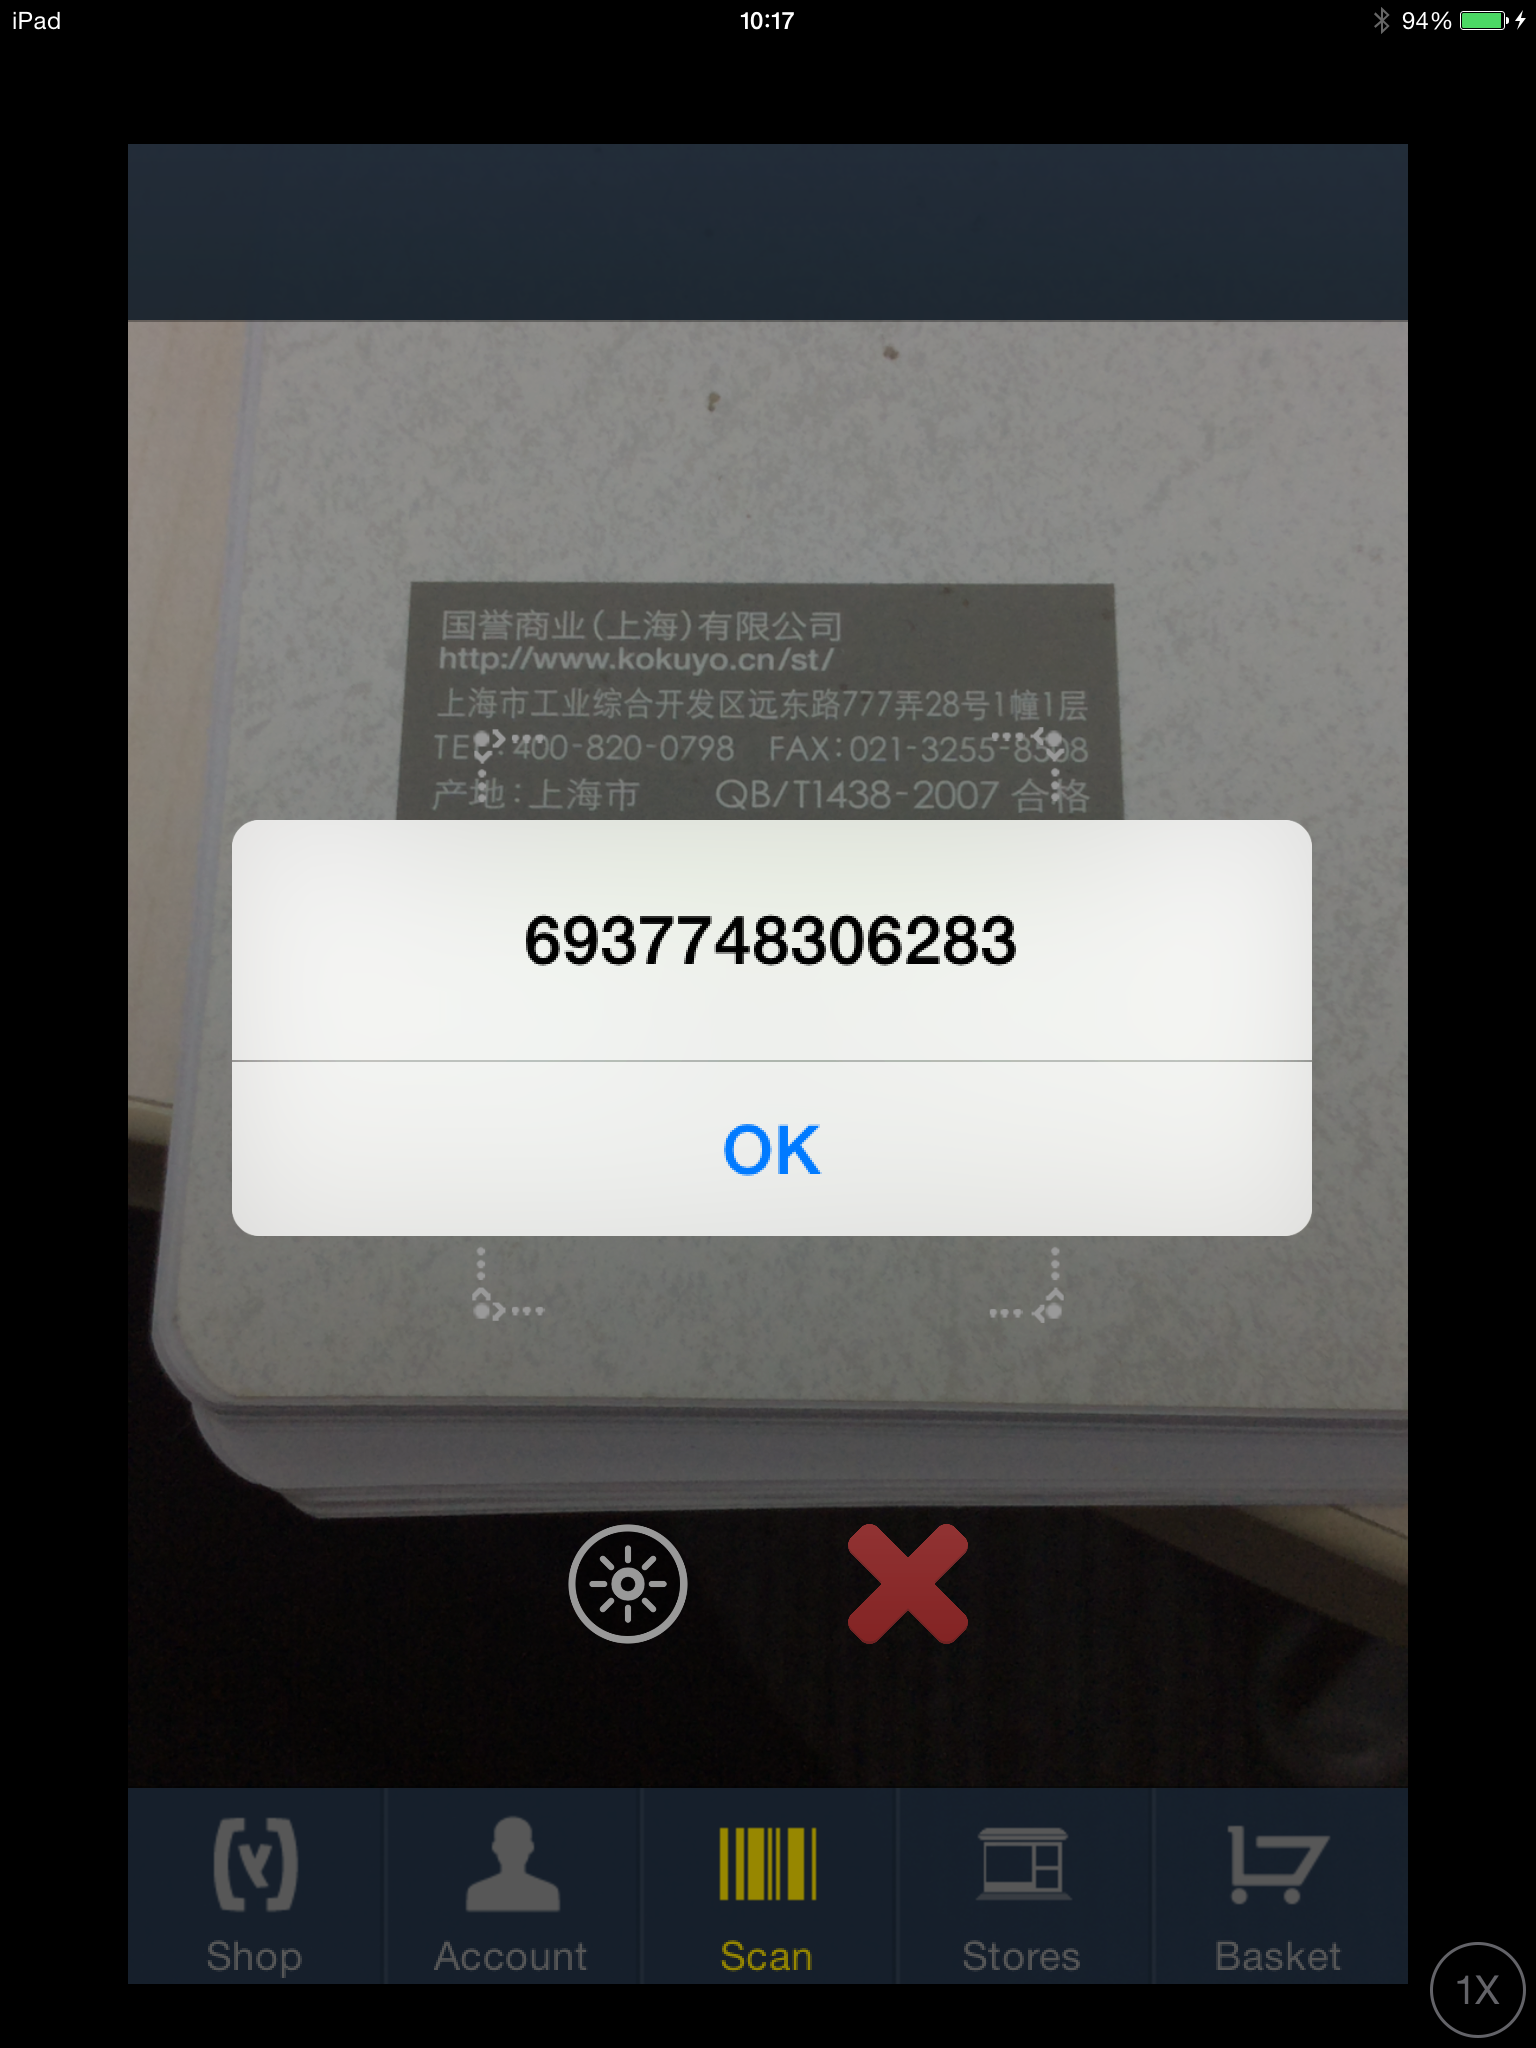 iPad
10:17
94%
国誉商业(上海)有限公司
http://www.kokuyo.cn/st/
上海市工业综合开发区远东路777弄28号1幢1层
TEL:400-820-0798 FAX:021-3255-8508
产地:上海市 QB/T1438-2007 合格
6937748306283
OK
Shop
Account
Scan
Stores
Basket
1X